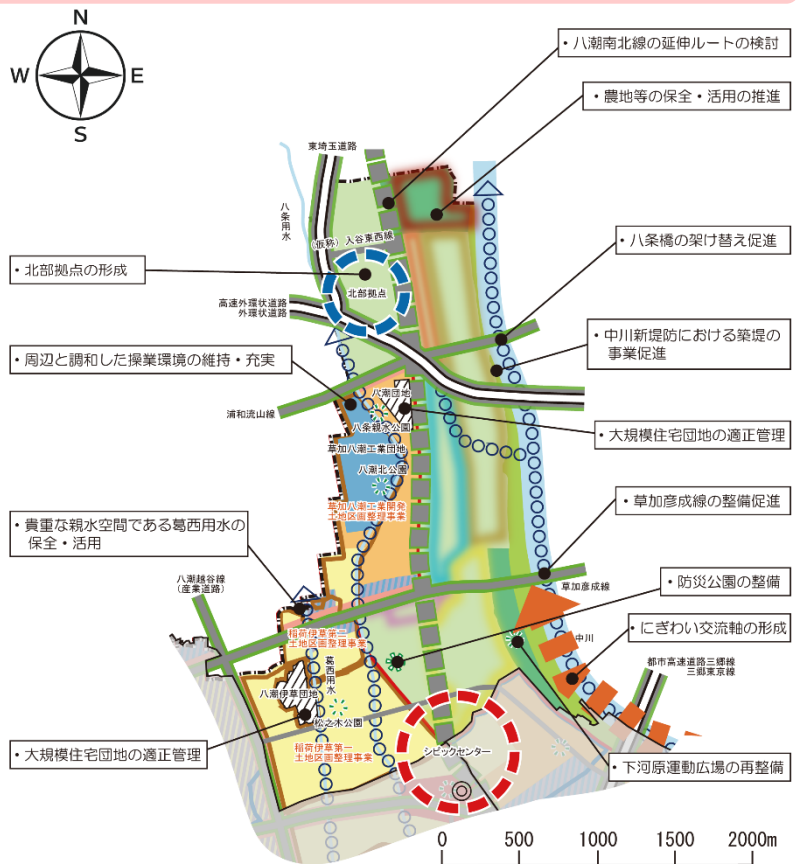 N
W E
S
・八潮南北線の延伸ルートの検討
・農地等の保全・活用の推進
東埼玉道路
八条用水
(仮称)入谷東西線
・八条橋の架け替え促進
・北部拠点の形成
北部拠点
高速外環状道路
外環状道路
・中川新堤防における築堤の
事業促進
・周辺と調和した操業環境の維持・充実
八潮団地
浦和流山線
八条親水公園
・大規模住宅団地の適正管理
草加八潮工業団地
八潮北公園
草加八潮工業開発
土地区画整理事業
・草加彦成線の整備促進
・貴重な親水空間である葛西用水の
保全・活用
・防災公園の整備
八潮越谷線
(産業道路)
草加彦成線
・にぎわい交流軸の形成
稲荷伊草第二
土地区画整理事業
中川
葛西用水
都市高速道路三郷線
三郷東京線
八潮伊草団地
松之木公園
・大規模住宅団地の適正管理
稲荷伊草第一
土地区画整理事業
シビックセンター
・下河原運動広場の再整備
0 500 1000 1500 2000m